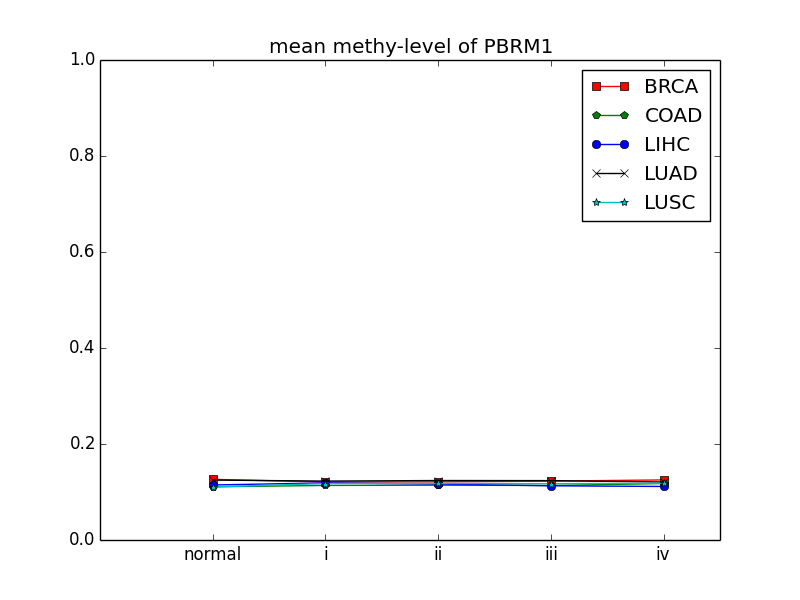 mean methy-level of PBRM1
1.0
0.8
0.6
0.4
0.2
0.0
normal i ii iii iv
BRCA
COAD
LIHC
LUAD
LUSC